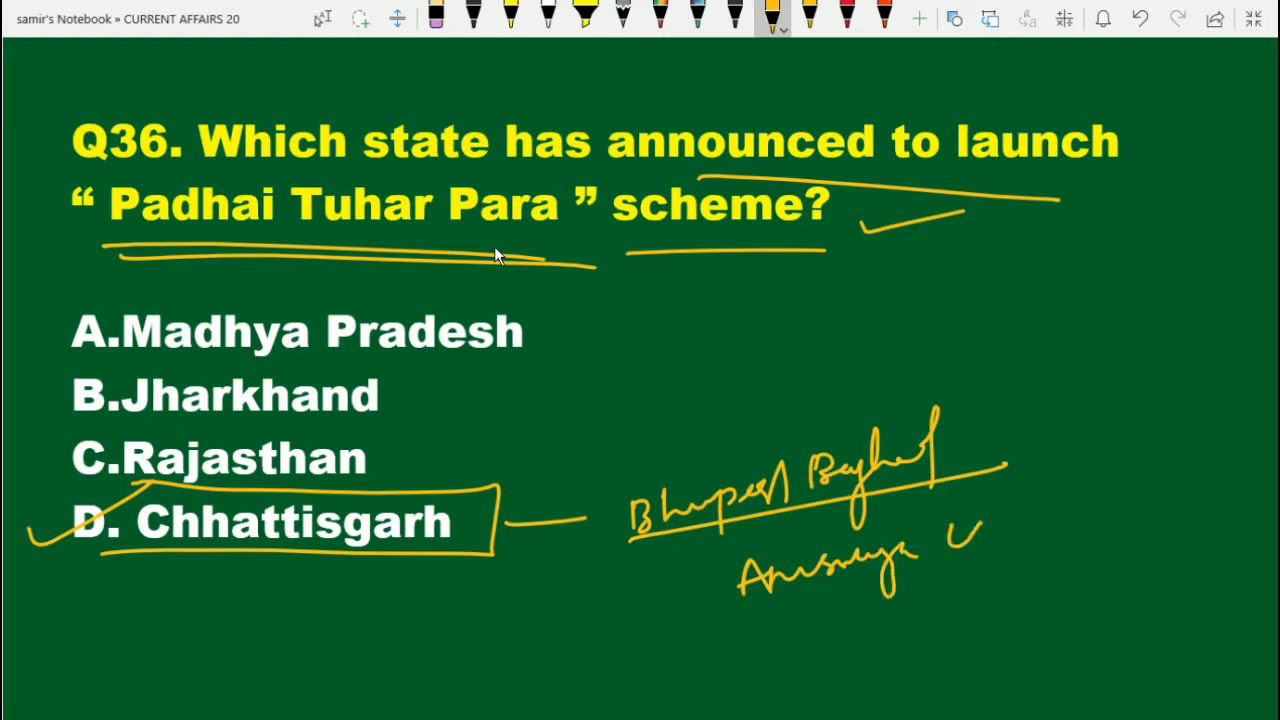 samir's Notebook » CURRENT AFFAIRS 20
Q36. Which state has announced to launch
“ Padhai Tuhar Para ” scheme?
A.Madhya Pradesh
B.Jharkhand
C.Rajasthan
D. Chhattisgarh
Anusuiya U